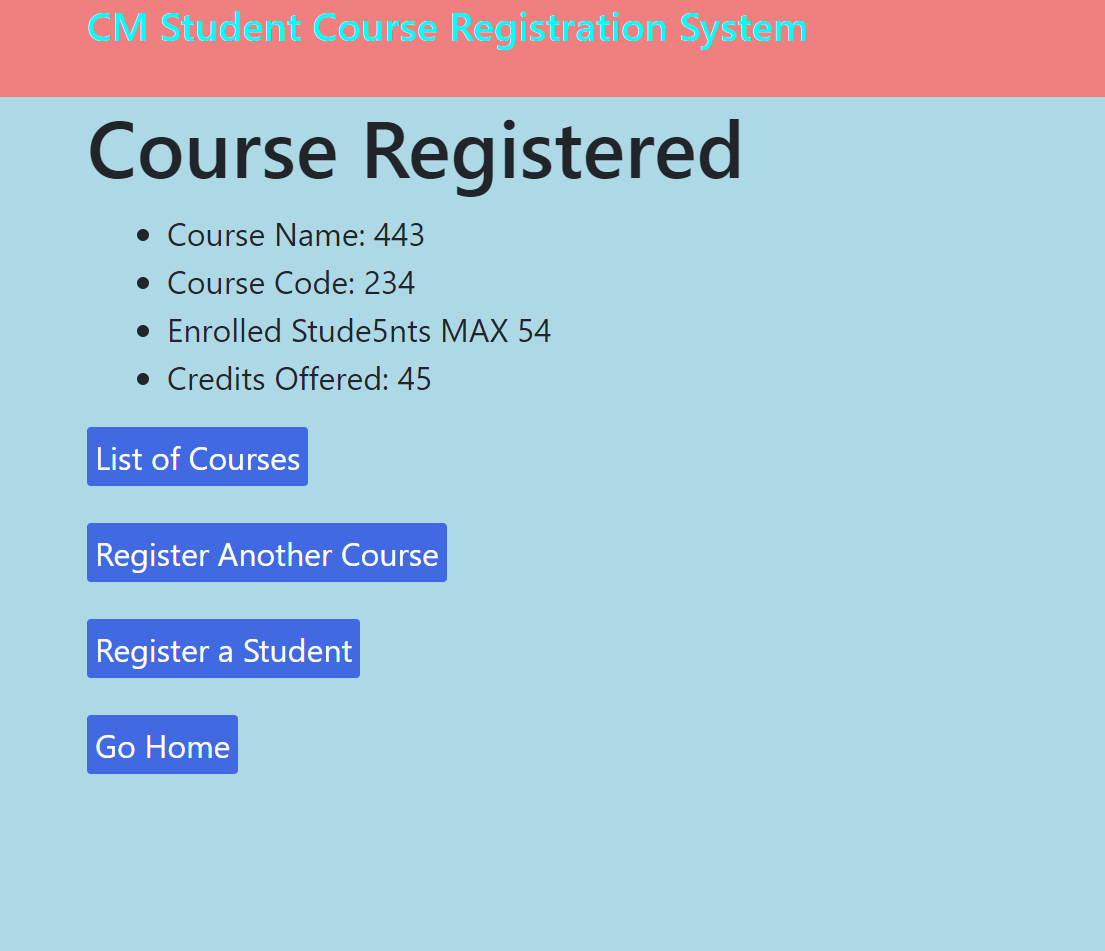 CM Student Course Registration System
Course Registered
Course Name: 443
Course Code: 234
Enrolled Stude5nts MAX 54
Credits Offered: 45
List of Courses
Register Another Course
Register a Student
Go Home